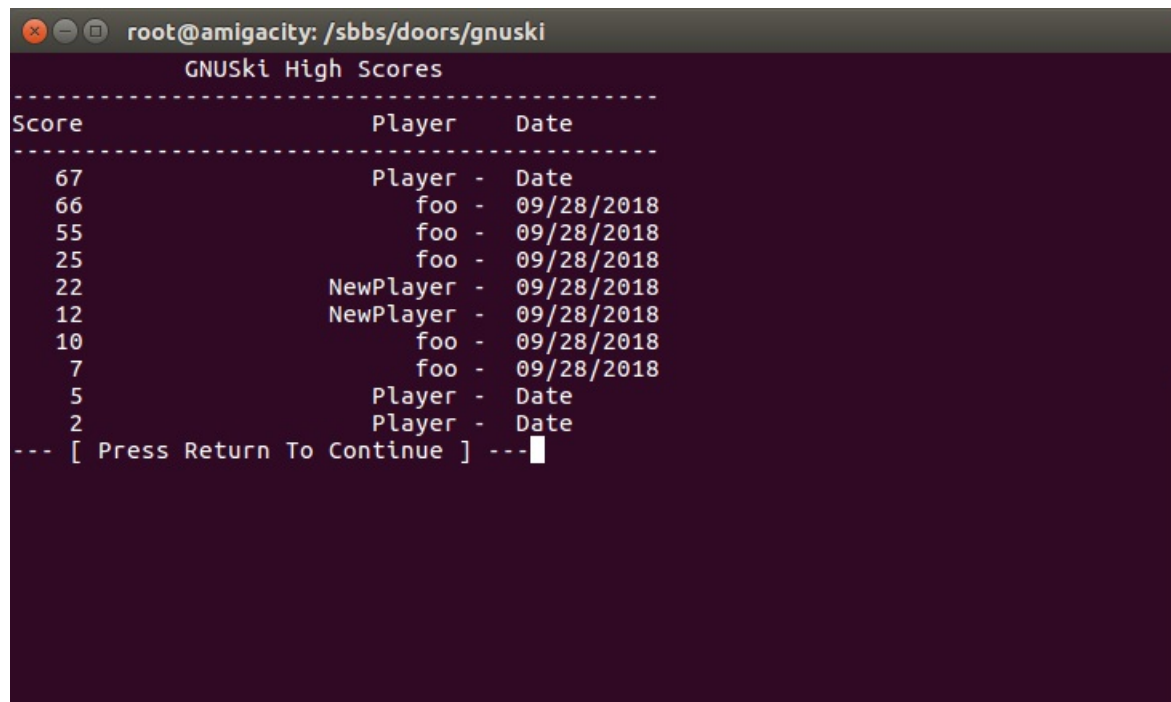 root@amigacity: /sbbs/doors/gnuski
GNUSki High Scores
---------------------------------------------
Score                    Player    Date
---------------------------------------------
   67                    Player -  Date
   66                       foo -  09/28/2018
   55                       foo -  09/28/2018
   25                       foo -  09/28/2018
   22                 NewPlayer -  09/28/2018
   12                 NewPlayer -  09/28/2018
   10                       foo -  09/28/2018
    7                       foo -  09/28/2018
    5                    Player -  Date
    2                    Player -  Date
--- [ Press Return To Continue ] ---